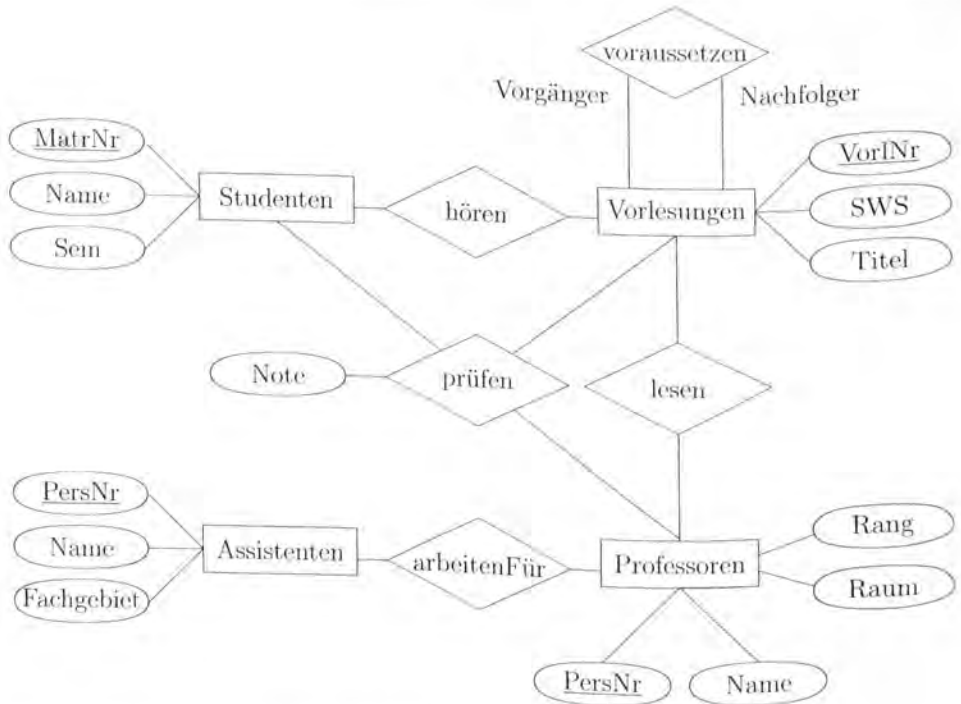 voraussetzen
Vorgänger
Nachfolger
MatrNr
Name
Sem
Studenten
hören
Vorlesungen
VorlNr
SWS
Titel
Note
prüfen
lesen
PersNr
Name
Fachgebiet
Assistenten
arbeitenFür
Professoren
Rang
Raum
PersNr
Name